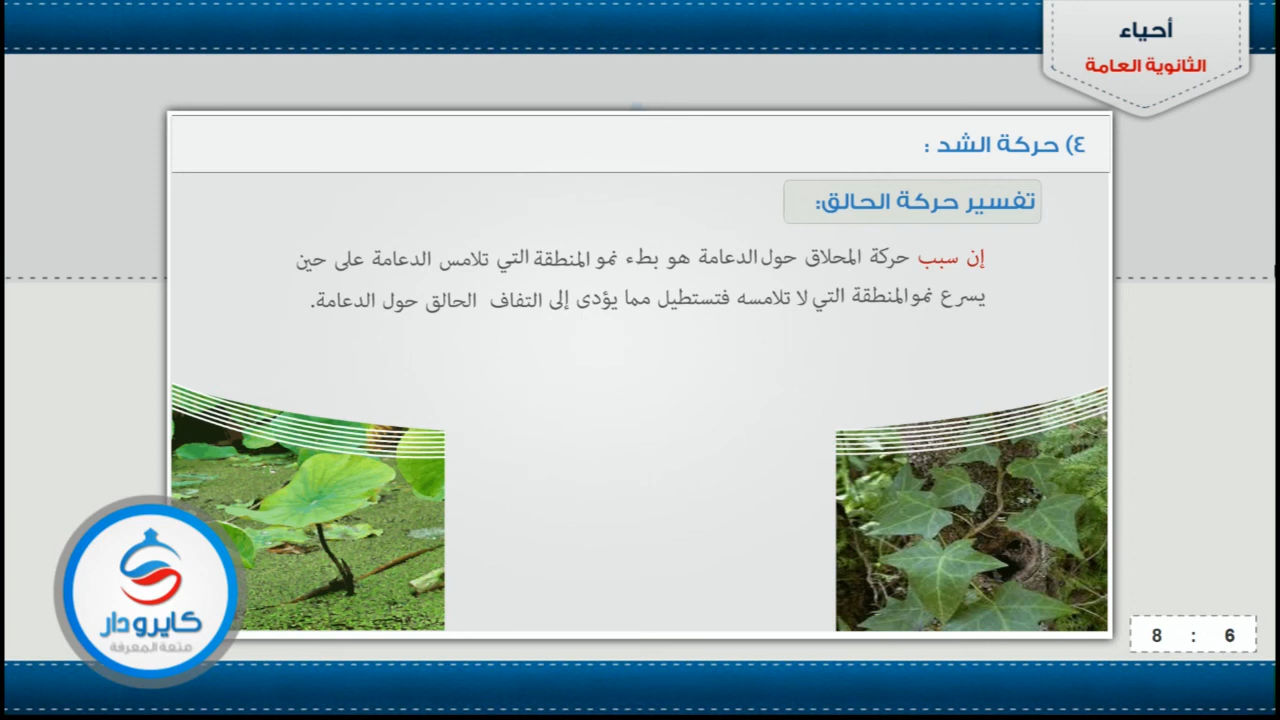 أحياء
الثانوية العامة
٤) حركة الشد :
تفسير حركة الحالق:
إن سبب حركة المحلاق حول الدعامة هو بطء نمو المنطقة التي تلامس الدعامة على حين
يسرع نمو المنطقة التي لا تلامسه فتستطيل مما يؤدى إلى التفاف الحالق حول الدعامة.
كايرودار
متعة المعرفة
8 : 6